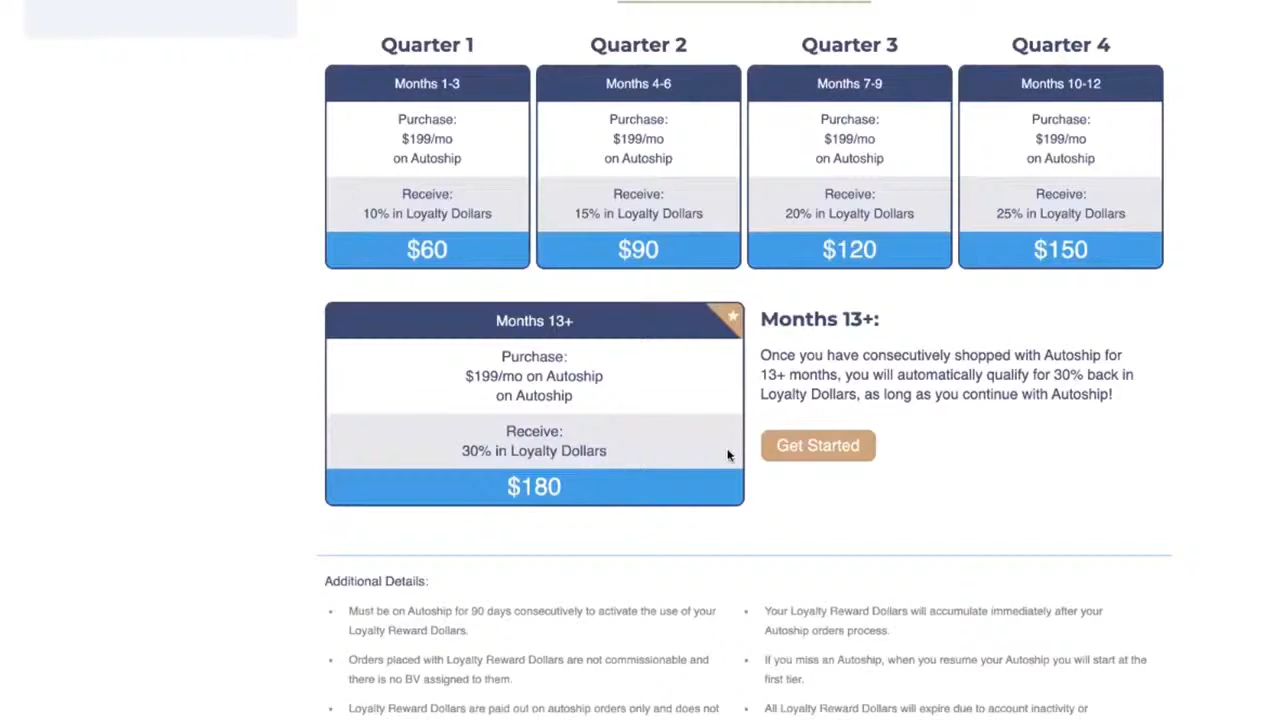 Quarter 1
Months 1-3
Purchase:
$199/mo
on Autoship
Receive:
10% in Loyalty Dollars
$60
Quarter 2
Months 4-6
Purchase:
$199/mo
on Autoship
Receive:
15% in Loyalty Dollars
$90
Quarter 3
Months 7-9
Purchase:
$199/mo
on Autoship
Receive:
20% in Loyalty Dollars
$120
Quarter 4
Months 10-12
Purchase:
$199/mo
on Autoship
Receive:
25% in Loyalty Dollars
$150
Months 13+
Purchase:
$199/mo on Autoship
on Autoship
Receive:
30% in Loyalty Dollars
$180
Months 13+:
Once you have consecutively shopped with Autoship for
13+ months, you will automatically qualify for 30% back in
Loyalty Dollars, as long as you continue with Autoship!
Get Started
Additional Details:
• Must be on Autoship for 90 days consecutively to activate the use of your
Loyalty Reward Dollars.
• Orders placed with Loyalty Reward Dollars are not commissionable and
there is no BV assigned to them.
• Loyalty Reward Dollars are paid out on autoship orders only and does not
• Your Loyalty Reward Dollars will accumulate immediately after your
Autoship orders process.
• If you miss an Autoship, when you resume your Autoship you will start at the
first tier.
• All Loyalty Reward Dollars will expire due to account inactivity or